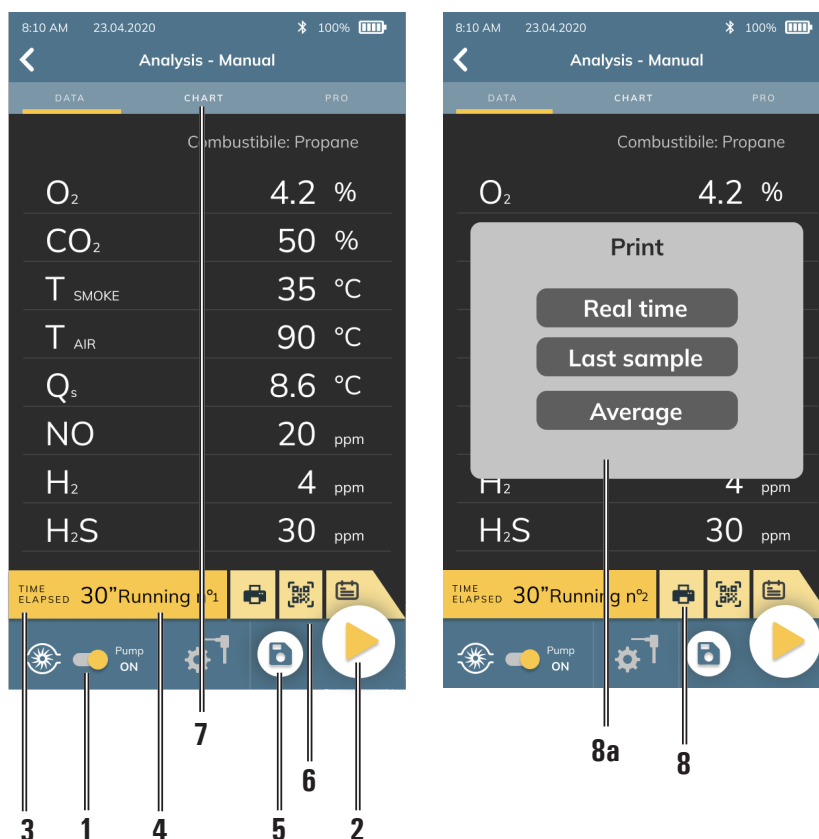 8:10 AM 23.04.2020 100%
Analysis - Manual
DATA CHART PRO
Combustibile: Propane
O₂ 4.2 %
CO₂ 50 %
T SMOKE 35 °C
T AIR 90 °C
Qₛ 8.6 °C
NO 20 ppm
H₂ 4 ppm
H₂S 30 ppm
TIME
ELAPSED 30”Running nº1
Pump
ON
7
6
3 1 4 5 2
8:10 AM 23.04.2020 100%
Analysis - Manual
DATA CHART PRO
Combustibile: Propane
O₂ 4.2 %
Print
Real time
Last sample
Average
H₂ 4 ppm
H₂S 30 ppm
TIME
ELAPSED 30”Running nº2
Pump
ON
8a 8